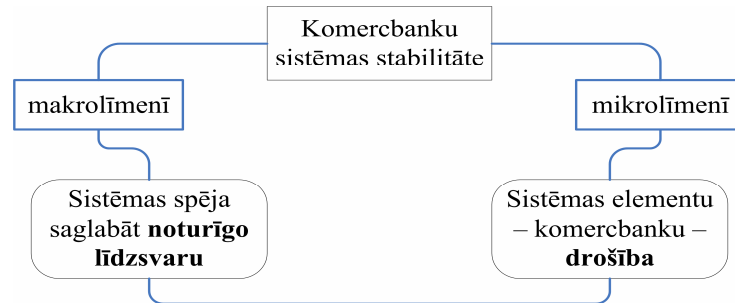 Komercbanku
sistēmas stabilitāte
makrolīmenī
mikrolīmenī
Sistēmas spēja
saglabāt noturīgo
līdzsvaru
Sistēmas elementu
– komercbanku –
drošība